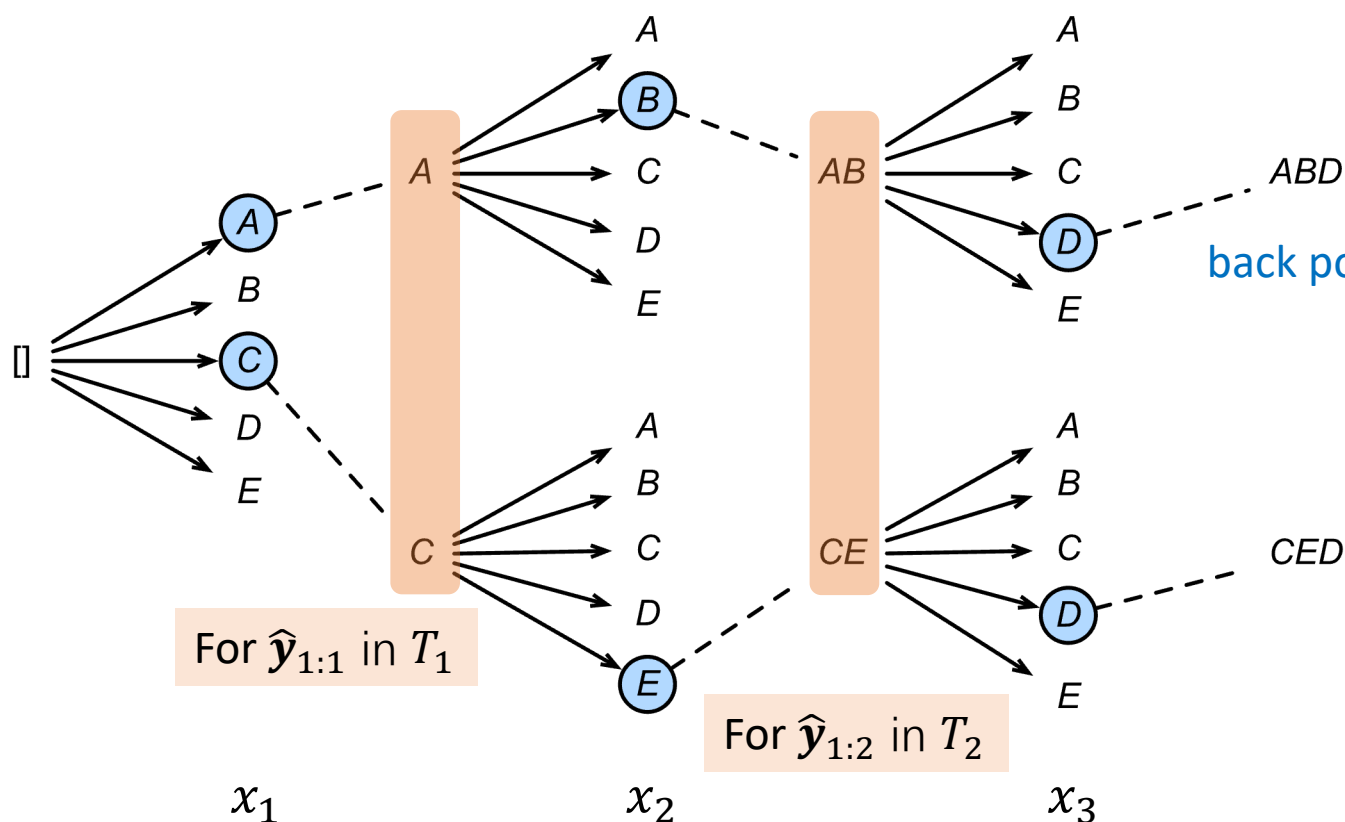 []
A
B
C
D
E
A
C
A
B
C
D
E
A
B
C
D
E
AB
CE
A
B
C
D
E
A
B
C
D
E
ABD
back po
CED
For ŷ₁:₁ in T₁
For ŷ₁:₂ in T₂
x₁
x₂
x₃